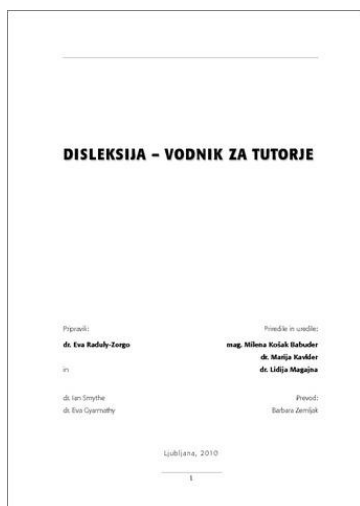 DISLEKSIJA – VODNIK ZA TUTORJE
Pripravili:
dr. Eva Raduly-Zorgo
in
dr. Ian Smythe
dr. Eva Gyarmathy
Priredile in uredile:
mag. Milena Košak Babuder
dr. Marija Kavkler
dr. Lidija Magajna
Prevod:
Barbara Zemljak
Ljubljana, 2010
1